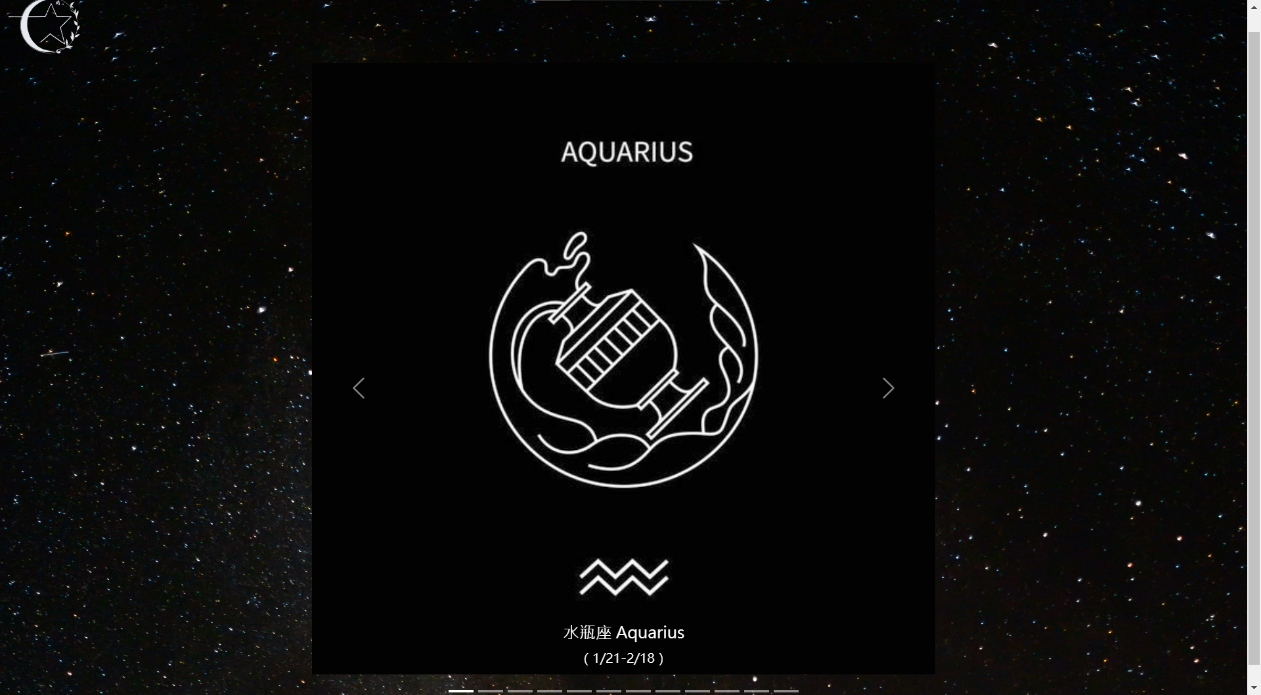 AQUARIUS
水瓶座 Aquarius
( 1/21-2/18 )